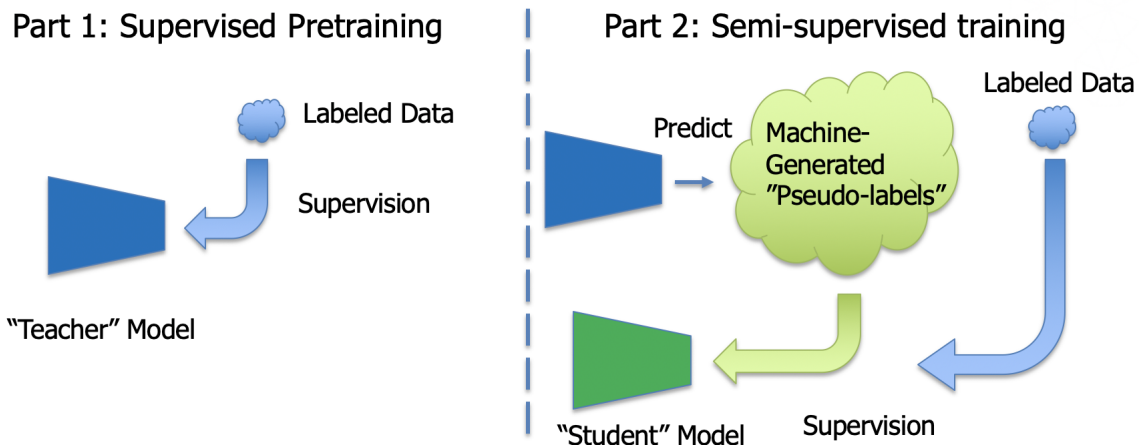 Part 1: Supervised Pretraining
Labeled Data
Supervision
“Teacher” Model
Part 2: Semi-supervised training
Labeled Data
Predict
Machine-
Generated
”Pseudo-labels”
“Student” Model
Supervision